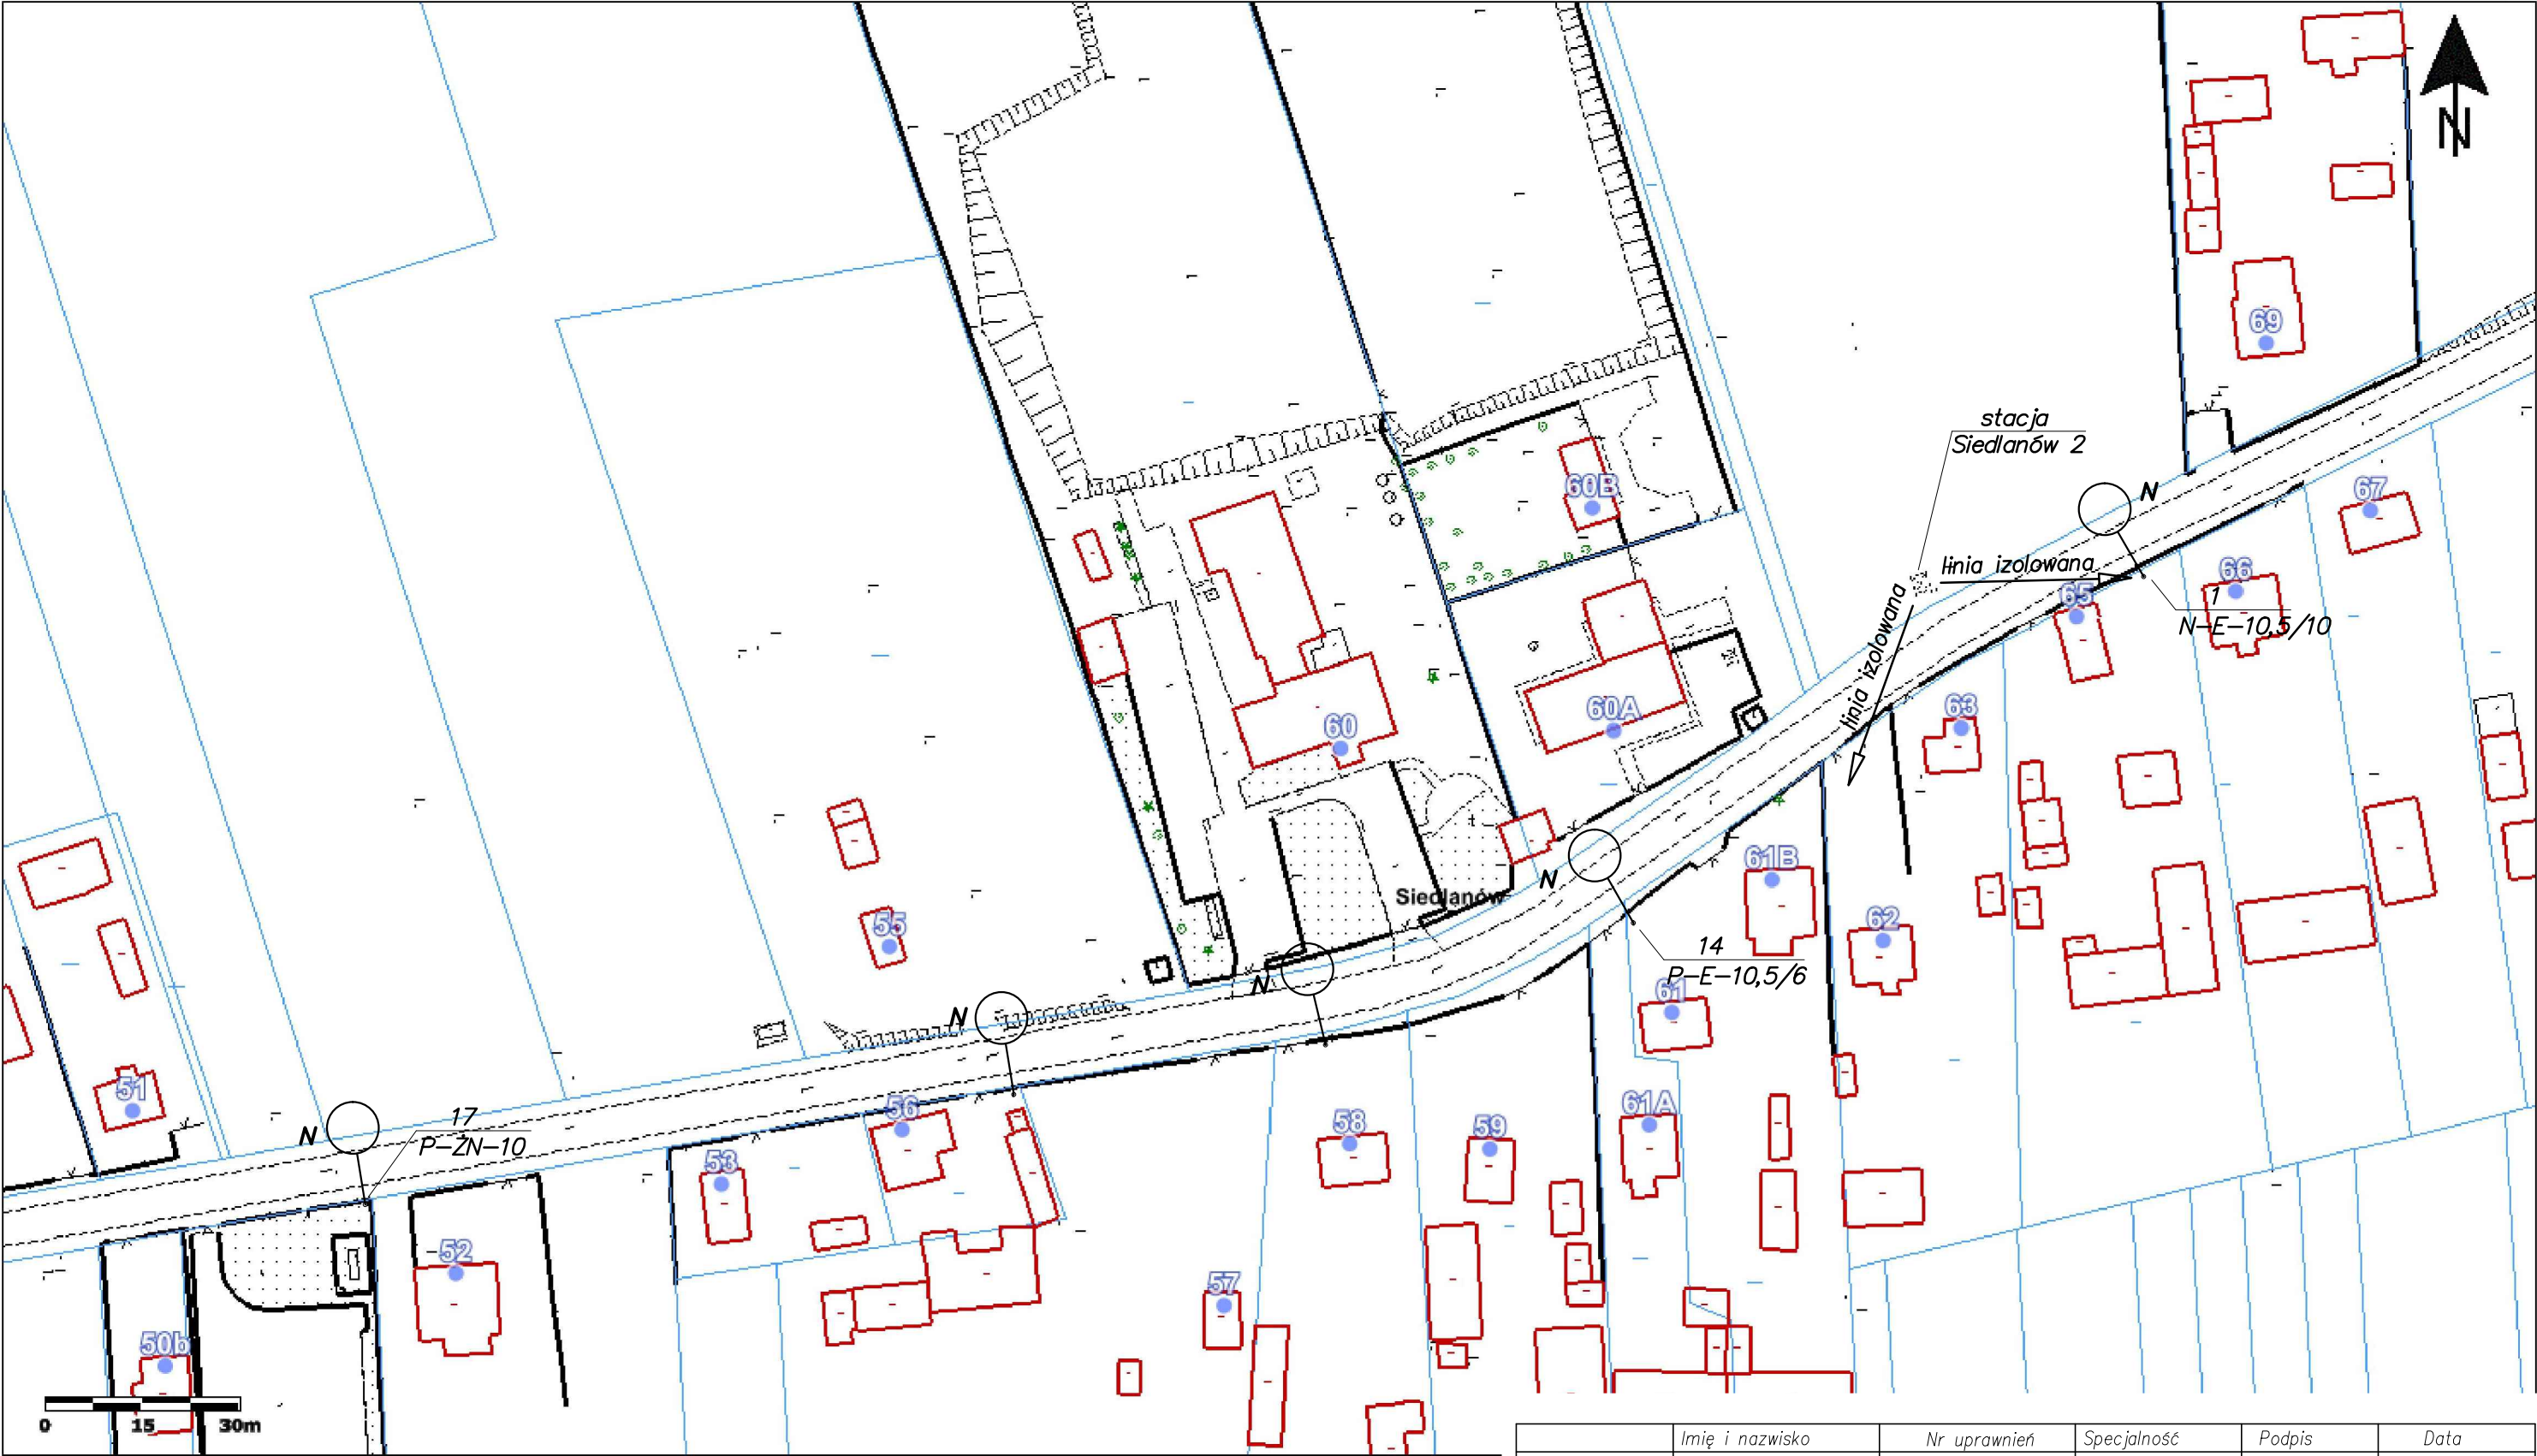 N
69
stacja
Siedlanów 2
60B
N
67
linia izolowana
66
65
1
N-E-10,5/10
linia izolowana
60A
63
60
61B
Siedlanów
N
62
55
14
P-E-10,5/6
N
61
N
51
17
P-ŻN-10
N
56
61A
58
59
53
52
57
50b
0 15 30m
Imię i nazwisko Nr uprawnień Specjalność Podpis Data